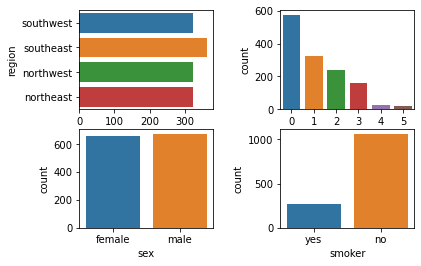 region
southwest
southeast
northwest
northeast
0 100 200 300
count
600
400
200
0
0 1 2 3 4 5
count
600
400
200
0
female male
sex
count
1000
500
0
yes no
smoker